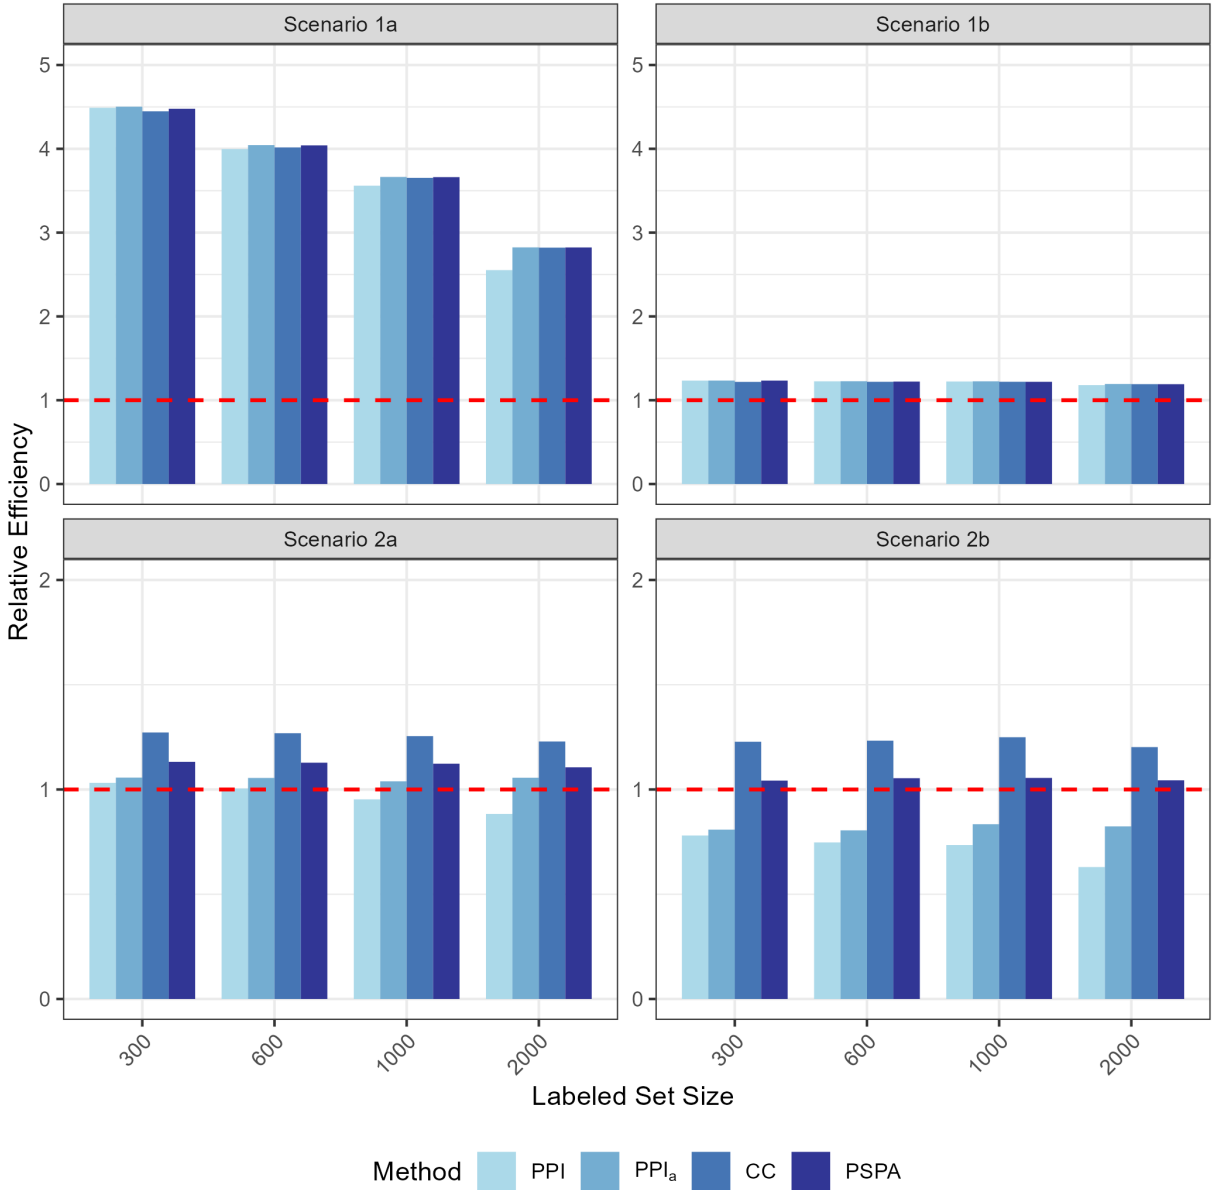 Scenario 1a
Scenario 1b
5
4
3
2
1
0
5
4
3
2
1
0
Relative Efficiency
Scenario 2a
Scenario 2b
2
1
0
2
1
0
300 600 1000 2000
300 600 1000 2000
Labeled Set Size
Method PPI PPIₐ CC PSPA